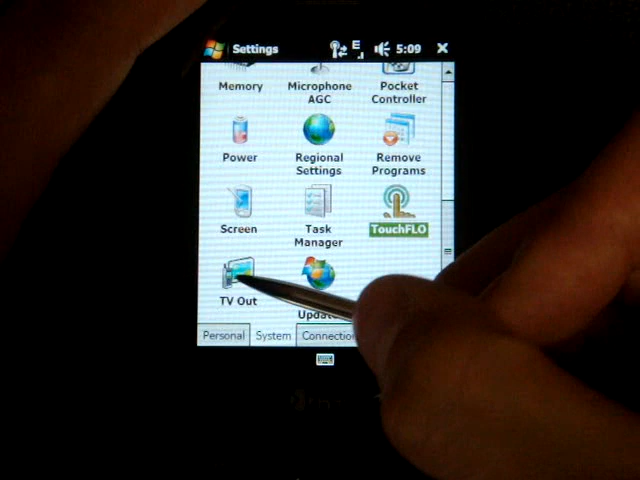 Settings
E
5:09
Memory
Microphone
AGC
Pocket
Controller
Power
Regional
Settings
Remove
Programs
Screen
Task
Manager
TouchFLO
TV Out
Personal
System